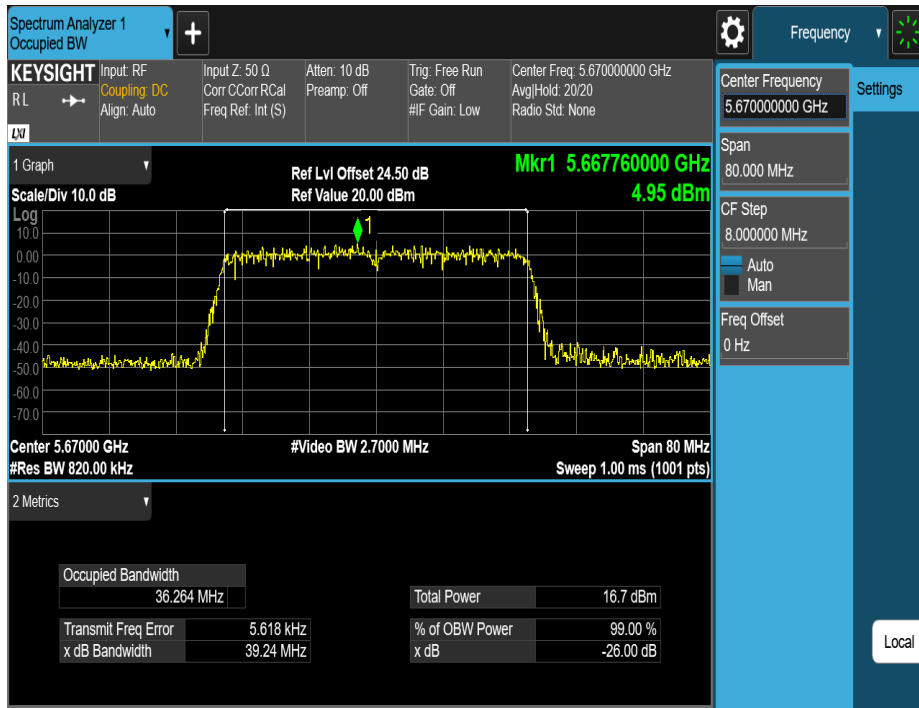 Spectrum Analyzer 1
Occupied BW
+
Frequency
KEYSIGHT
R L
LXI
Input: RF
Coupling: DC
Align: Auto
Input Z: 50 Ω
Corr CCorr RCal
Freq Ref: Int (S)
Atten: 10 dB
Preamp: Off
Trig: Free Run
Gate: Off
#IF Gain: Low
Center Freq: 5.670000000 GHz
Avg|Hold: 20/20
Radio Std: None
Center Frequency
5.670000000 GHz
Settings
Span
80.000 MHz
CF Step
8.000000 MHz
Auto
Man
Freq Offset
0 Hz
Local
1 Graph
Scale/Div 10.0 dB
Ref Lvl Offset 24.50 dB
Ref Value 20.00 dBm
Mkr1 5.667760000 GHz
4.95 dBm
Log
1
10.0
0.00
-10.0
-20.0
-30.0
-40.0
-50.0
-60.0
-70.0
Center 5.67000 GHz
#Video BW 2.7000 MHz
Span 80 MHz
#Res BW 820.00 kHz
Sweep 1.00 ms (1001 pts)
2 Metrics
Occupied Bandwidth
36.264 MHz
Total Power 16.7 dBm
Transmit Freq Error 5.618 kHz
% of OBW Power 99.00 %
x dB Bandwidth 39.24 MHz
x dB -26.00 dB